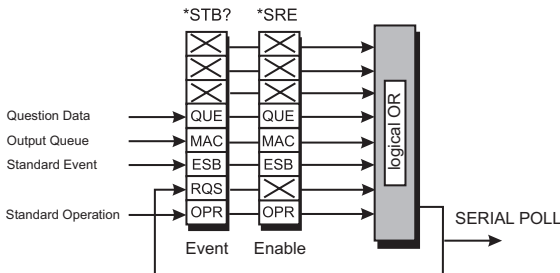 *STB? *SRE
Question Data QUE QUE
Output Queue MAC MAC
Standard Event ESB ESB
RQS
Standard Operation OPR OPR
logical OR
SERIAL POLL
Event Enable